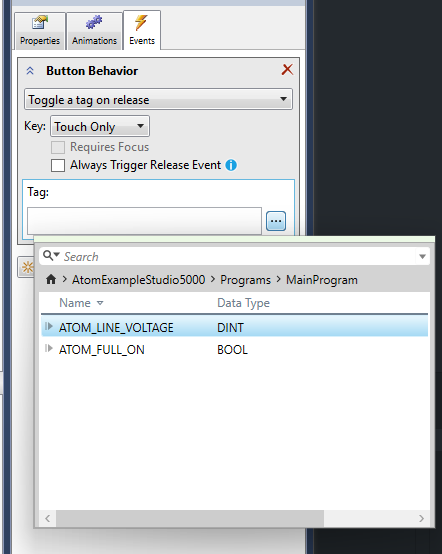 Properties Animations Events
Button Behavior
Toggle a tag on release
Key: Touch Only
Requires Focus
Always Trigger Release Event
Tag:
Search
AtomExampleStudio5000 Programs MainProgram
Name Data Type
ATOM_LINE_VOLTAGE DINT
ATOM_FULL_ON BOOL